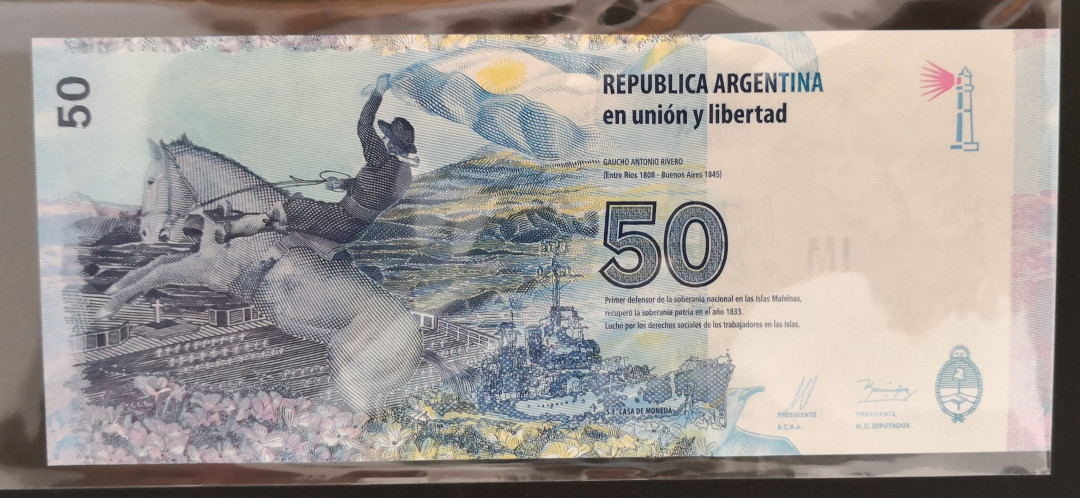 50
REPUBLICA ARGENTINA
en unión y libertad
GAUCHO ANTONIO RIVERO
(Entre Ríos 1808 - Buenos Aires 1845)
50
Primer defensor de la soberanía nacional en las Islas Malvinas,
recuperó la soberanía patria en el año 1833.
Lucho por los derechos sociales de los trabajadores en las Islas.
S.E. CASA DE MONEDA
PRESIDENTE
B.C.R.A.
PRESIDENTE
H. C. DIPUTADOS